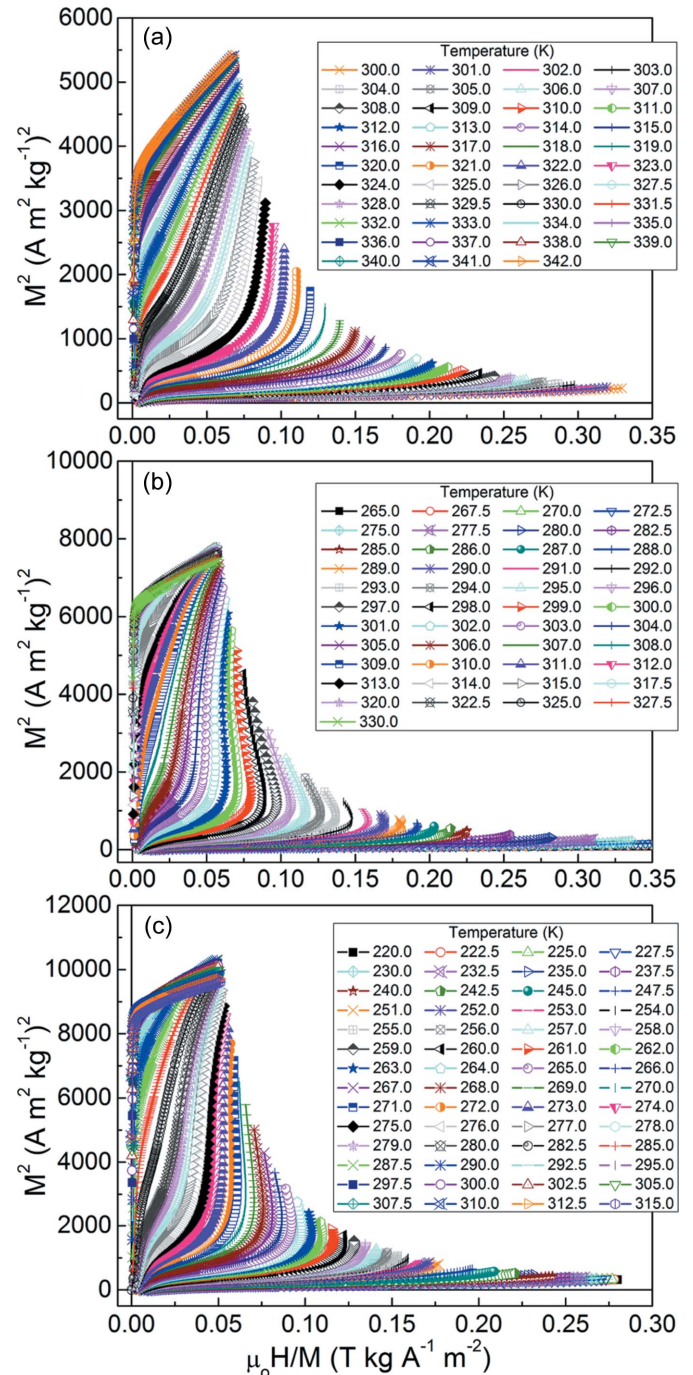 (a)
M² (A m² kg⁻¹)²
6000
5000
4000
3000
2000
1000
0
Temperature (K)
300.0 301.0 302.0 303.0
304.0 305.0 306.0 307.0
308.0 309.0 310.0 311.0
312.0 313.0 314.0 315.0
316.0 317.0 318.0 319.0
320.0 321.0 322.0 323.0
324.0 325.0 326.0 327.5
328.0 329.5 330.0 331.5
332.0 333.0 334.0 335.0
336.0 337.0 338.0 339.0
340.0 341.0 342.0
0.00 0.05 0.10 0.15 0.20 0.25 0.30 0.35
(b)
M² (A m² kg⁻¹)²
10000
8000
6000
4000
2000
0
Temperature (K)
265.0 267.5 270.0 272.5
275.0 277.5 280.0 282.5
285.0 286.0 287.0 288.0
289.0 290.0 291.0 292.0
293.0 294.0 295.0 296.0
297.0 298.0 299.0 300.0
301.0 302.0 303.0 304.0
305.0 306.0 307.0 308.0
309.0 310.0 311.0 312.0
313.0 314.0 315.0 317.5
320.0 322.5 325.0 327.5
330.0
0.00 0.05 0.10 0.15 0.20 0.25 0.30 0.35
(c)
M² (A m² kg⁻¹)²
12000
10000
8000
6000
4000
2000
0
Temperature (K)
220.0 222.5 225.0 227.5
230.0 232.5 235.0 237.5
240.0 242.5 245.0 247.5
251.0 252.0 253.0 254.0
255.0 256.0 257.0 258.0
259.0 260.0 261.0 262.0
263.0 264.0 265.0 266.0
267.0 268.0 269.0 270.0
271.0 272.0 273.0 274.0
275.0 276.0 277.0 278.0
279.0 280.0 282.5 285.0
287.5 290.0 292.5 295.0
297.5 300.0 302.5 305.0
307.5 310.0 312.5 315.0
0.00 0.05 0.10 0.15 0.20 0.25 0.30
μₒH/M (T kg A⁻¹ m⁻²)